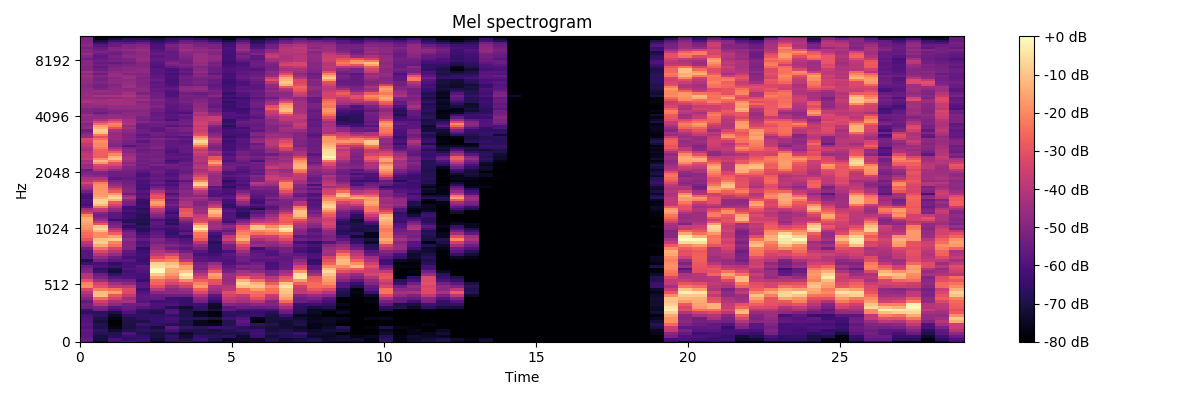 Mel spectrogram
8192
4096
2048
1024
512
0
Hz
0 5 10 15 20 25
Time
+0 dB
-10 dB
-20 dB
-30 dB
-40 dB
-50 dB
-60 dB
-70 dB
-80 dB